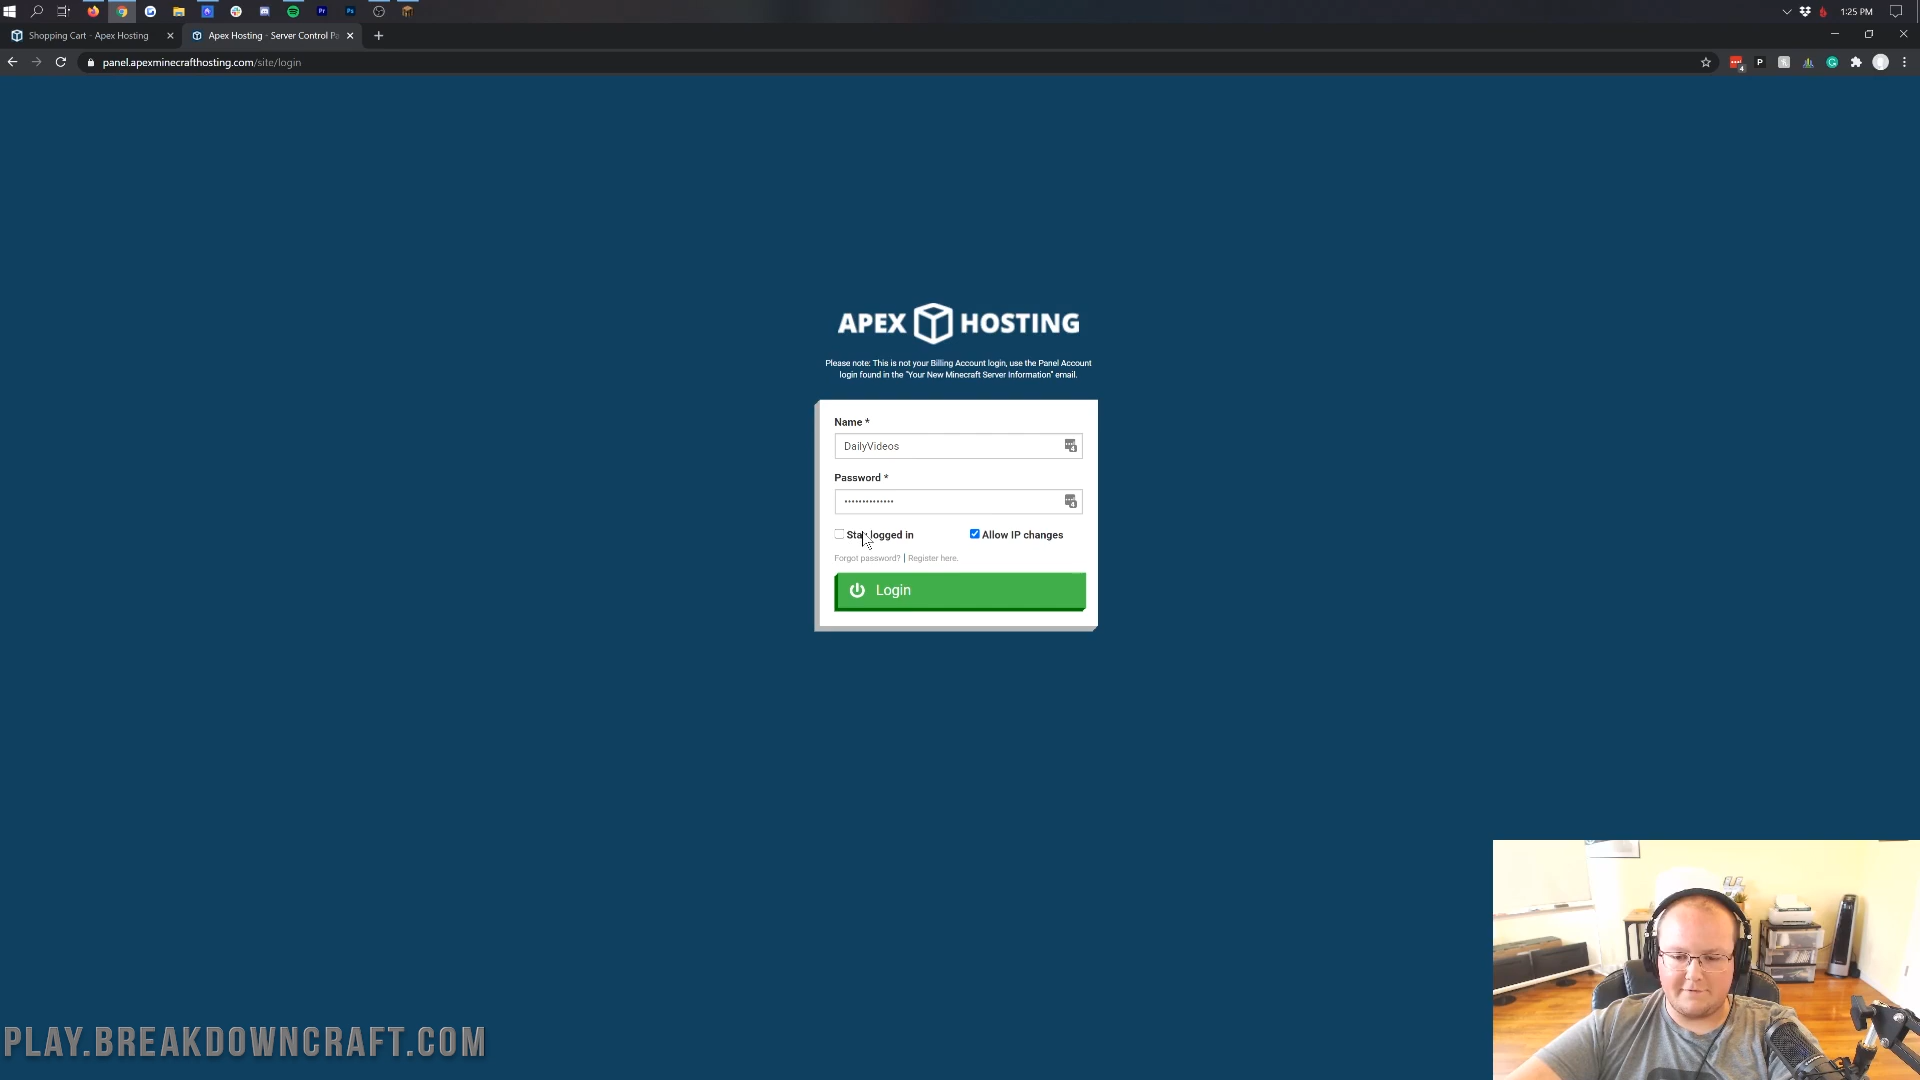 1:25 PM
Shopping Cart - Apex Hosting
Apex Hosting - Server Control Pa
panel.apexminecrafthosting.com/site/login
APEX HOSTING
Please note: This is not your Billing Account login, use the Panel Account
login found in the "Your New Minecraft Server Information" email.
Name *
DailyVideos
Password *
••••••••••••••
Stay logged in
Allow IP changes
Forgot password? | Register here.
Login
PLAY.BREAKDOWNCRAFT.COM